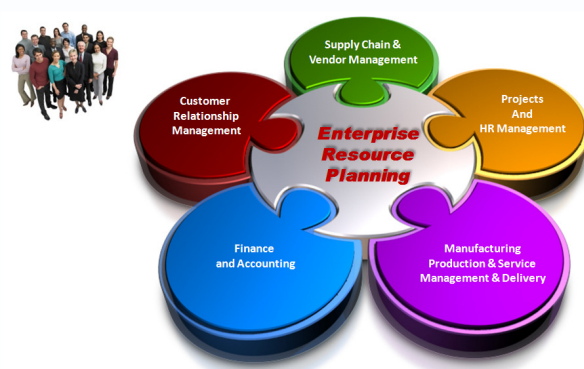 Supply Chain &
Vendor Management
Customer
Relationship
Management
Projects
And
HR Management
Enterprise
Resource
Planning
Finance
and Accounting
Manufacturing
Production & Service
Management & Delivery